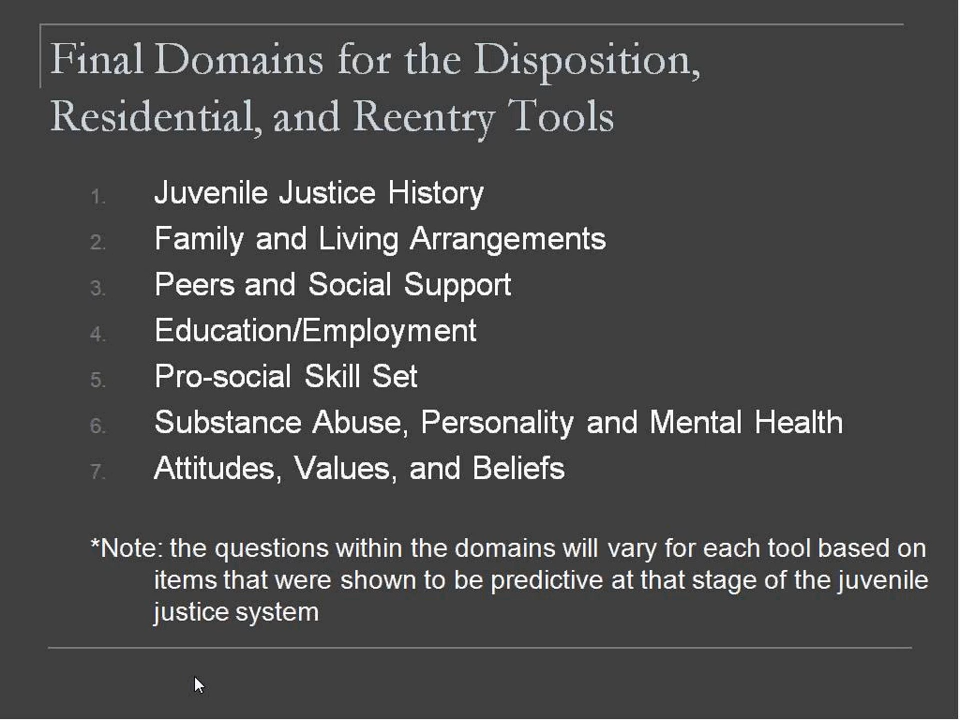 Final Domains for the Disposition,
Residential, and Reentry Tools
1. Juvenile Justice History
2. Family and Living Arrangements
3. Peers and Social Support
4. Education/Employment
5. Pro-social Skill Set
6. Substance Abuse, Personality and Mental Health
7. Attitudes, Values, and Beliefs
*Note: the questions within the domains will vary for each tool based on
items that were shown to be predictive at that stage of the juvenile
justice system